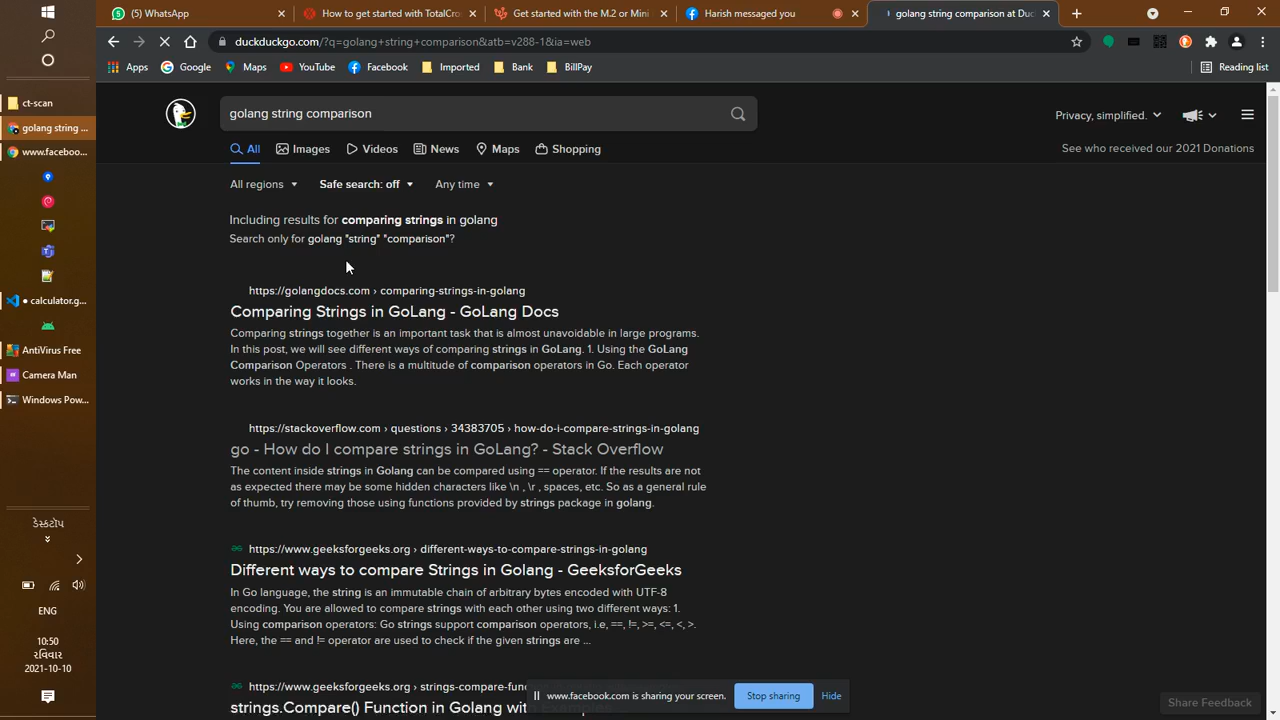 (5) WhatsApp
How to get started with TotalCro
Get started with the M.2 or Mini
Harish messaged you
golang string comparison at Duc
duckduckgo.com/?q=golang+string+comparison&atb=v288-1&ia=web
Apps
Google
Maps
YouTube
Facebook
Imported
Bank
BillPay
Reading list
ct-scan
golang string ...
www.faceboo...
calculator.g...
AntiVirus Free
Camera Man
Windows Pow...
ડેસ્કટોપ
ENG
10:50
રવિવાર
2021-10-10
golang string comparison
Privacy, simplified.
All
Images
Videos
News
Maps
Shopping
See who received our 2021 Donations
All regions
Safe search: off
Any time
Including results for comparing strings in golang
Search only for golang "string" "comparison"?
https://golangdocs.com › comparing-strings-in-golang
Comparing Strings in GoLang - GoLang Docs
Comparing strings together is an important task that is almost unavoidable in large programs.
In this post, we will see different ways of comparing strings in GoLang. 1. Using the GoLang
Comparison Operators . There is a multitude of comparison operators in Go. Each operator
works in the way it looks.
https://stackoverflow.com › questions › 34383705 › how-do-i-compare-strings-in-golang
go - How do I compare strings in GoLang? - Stack Overflow
The content inside strings in Golang can be compared using == operator. If the results are not
as expected there may be some hidden characters like \n , \r , spaces, etc. So as a general rule
of thumb, try removing those using functions provided by strings package in golang.
https://www.geeksforgeeks.org › different-ways-to-compare-strings-in-golang
Different ways to compare Strings in Golang - GeeksforGeeks
In Go language, the string is an immutable chain of arbitrary bytes encoded with UTF-8
encoding. You are allowed to compare strings with each other using two different ways: 1.
Using comparison operators: Go strings support comparison operators, i.e, ==, !=, >=, <=, <, >.
Here, the == and != operator are used to check if the given strings are ...
https://www.geeksforgeeks.org › strings-compare-func
strings.Compare() Function in Golang with Examples
www.facebook.com is sharing your screen.
Stop sharing
Hide
Share Feedback